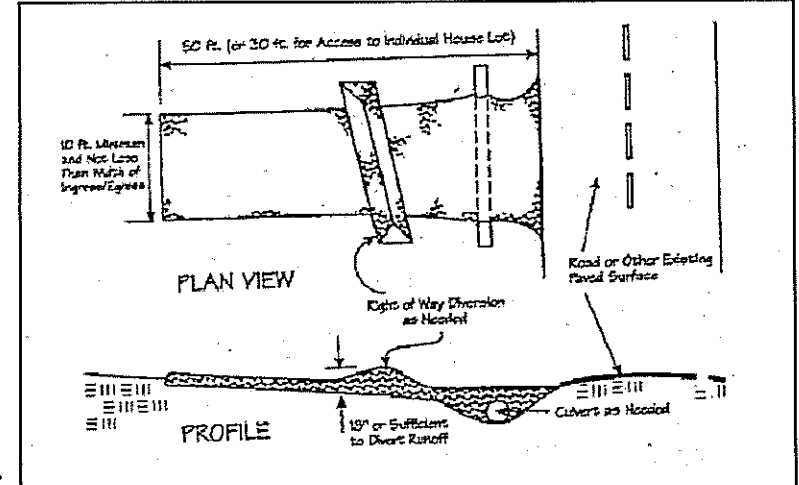 50 ft. (or 30 ft. for Access to Individual House Lot)
10 ft. Minimum
and Not Less
Than Width of
Ingress/Egress
PLAN VIEW
Right of Way Diversion
as Needed
Road or Other Existing
Paved Surface
18" or Sufficient
to Divert Runoff
Culvert as Needed
PROFILE